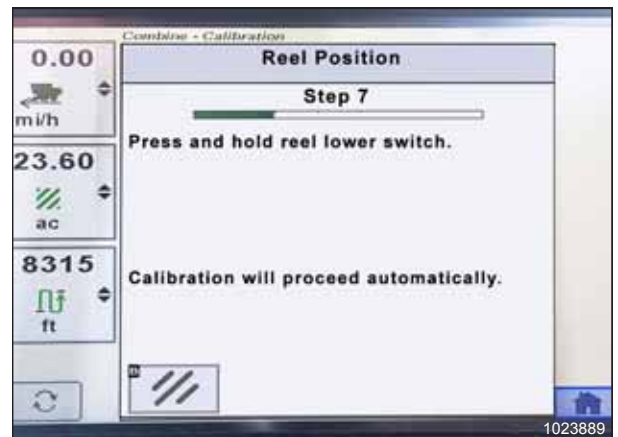 Combine - Calibration
Reel Position
Step 7
Press and hold reel lower switch.
Calibration will proceed automatically.
0.00
mi/h
23.60
ac
8315
ft
1023889